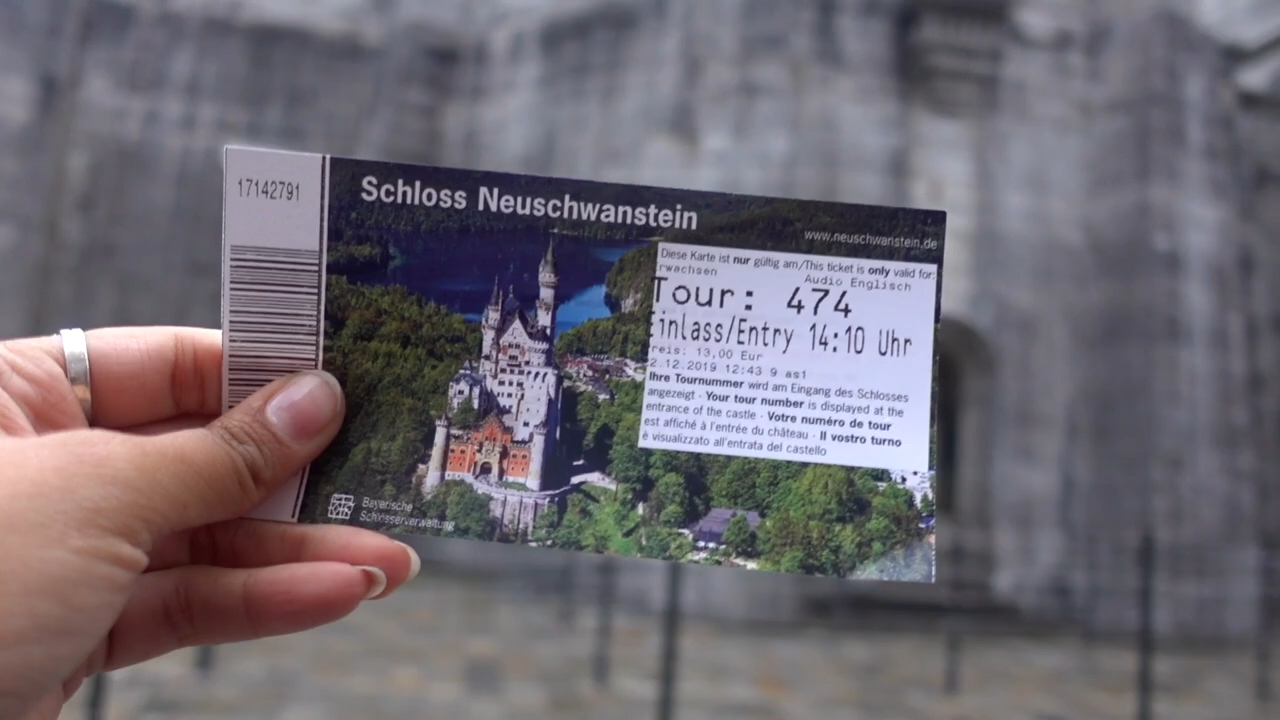 17142791
Schloss Neuschwanstein
www.neuschwanstein.de
Diese Karte ist nur gültig am/This ticket is only valid for:
rwachsen Audio Englisch
Tour: 474
inlass/Entry 14:10 Uhr
reis: 13,00 Eur
2.12.2019 12:43 9 as1
Ihre Tournummer wird am Eingang des Schlosses
angezeigt · Your tour number is displayed at the
entrance of the castle · Votre numéro de tour
est affiché à l'entrée du château · Il vostro turno
è visualizzato all'entrata del castello
Bayerische
Schlösserverwaltung